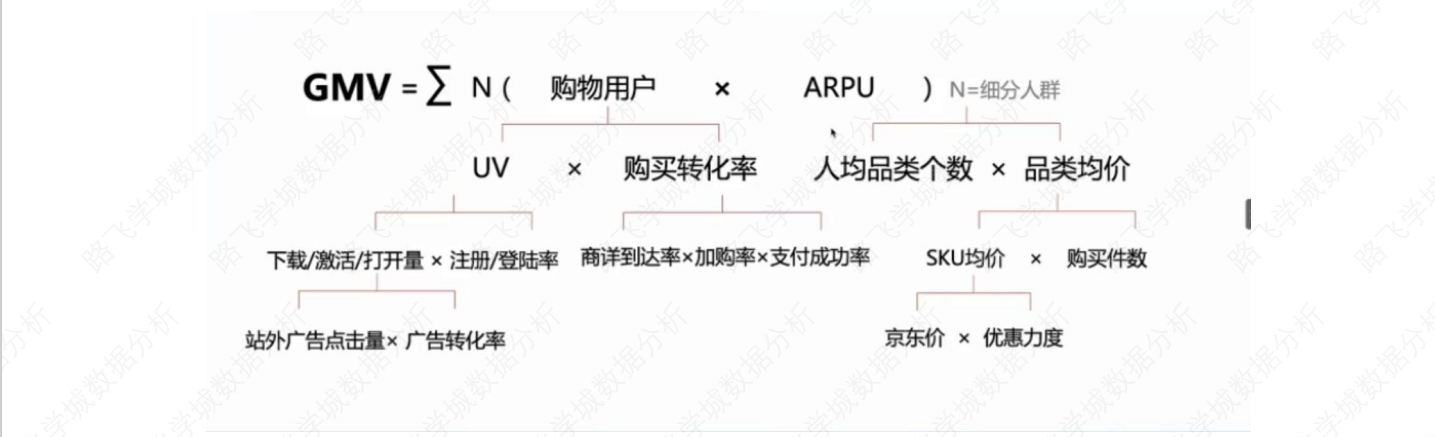 GMV = ∑ N ( 购物用户 × ARPU ) N=细分人群
UV × 购买转化率 人均品类个数 × 品类均价
下载/激活/打开量 × 注册/登陆率 商详到达率×加购率×支付成功率 SKU均价 × 购买件数
站外广告点击量× 广告转化率 京东价 × 优惠力度
路飞学城数据分析